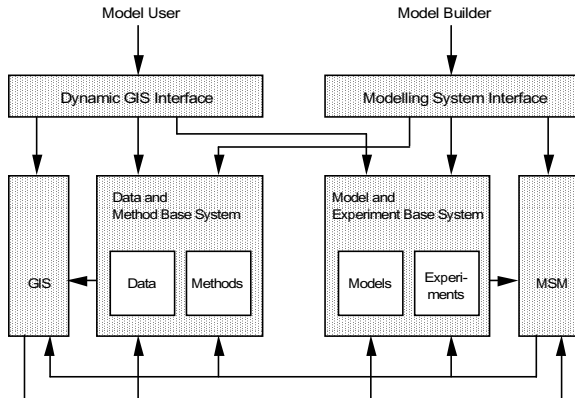 Model User
Model Builder
Dynamic GIS Interface
Modelling System Interface
Data and
Method Base System
Model and
Experiment Base System
GIS
Data
Methods
Models
Experi-
ments
MSM